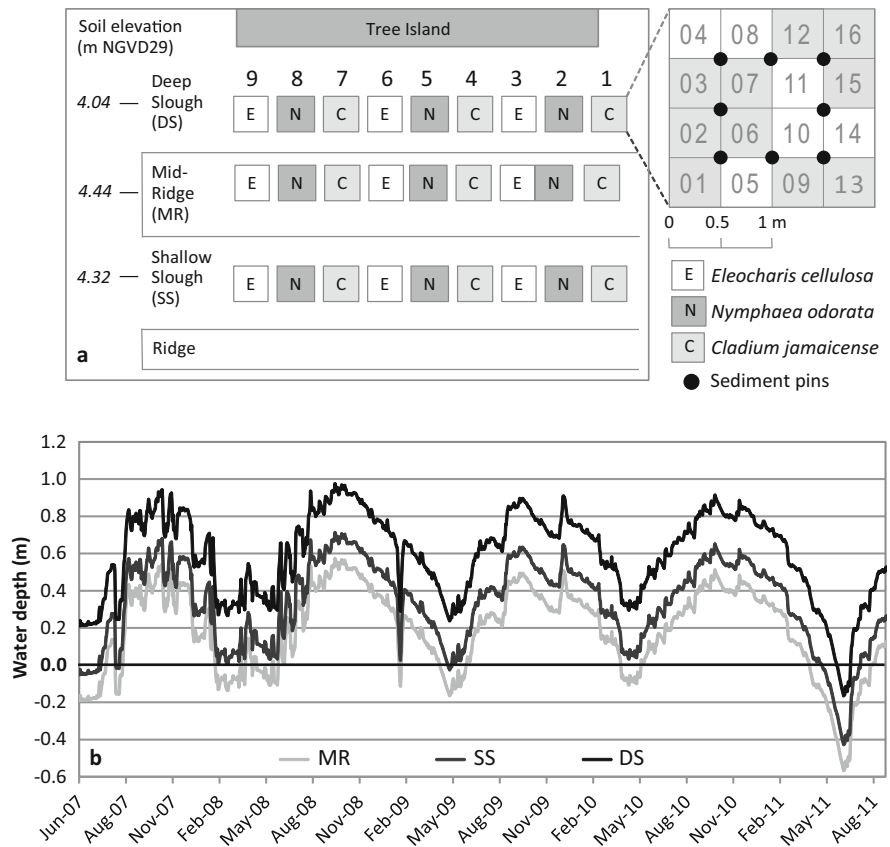 Soil elevation
(m NGVD29)
Tree Island
9 8 7 6 5 4 3 2 1
4.04
Deep
Slough
(DS)
E N C E N C E N C
4.44
Mid-
Ridge
(MR)
E N C E N C E N C
4.32
Shallow
Slough
(SS)
E N C E N C E N C
a
Ridge
04 08 12 16
03 07 11 15
02 06 10 14
01 05 09 13
0 0.5 1 m
E Eleocharis cellulosa
N Nymphaea odorata
C Cladium jamaicense
Sediment pins
Water depth (m)
1.2
1.0
0.8
0.6
0.4
0.2
0.0
-0.2
-0.4
-0.6
b
MR SS DS
Jun-07 Aug-07 Nov-07 Feb-08 May-08 Aug-08 Nov-08 Feb-09 May-09 Aug-09 Nov-09 Feb-10 May-10 Aug-10 Nov-10 Feb-11 May-11 Aug-11